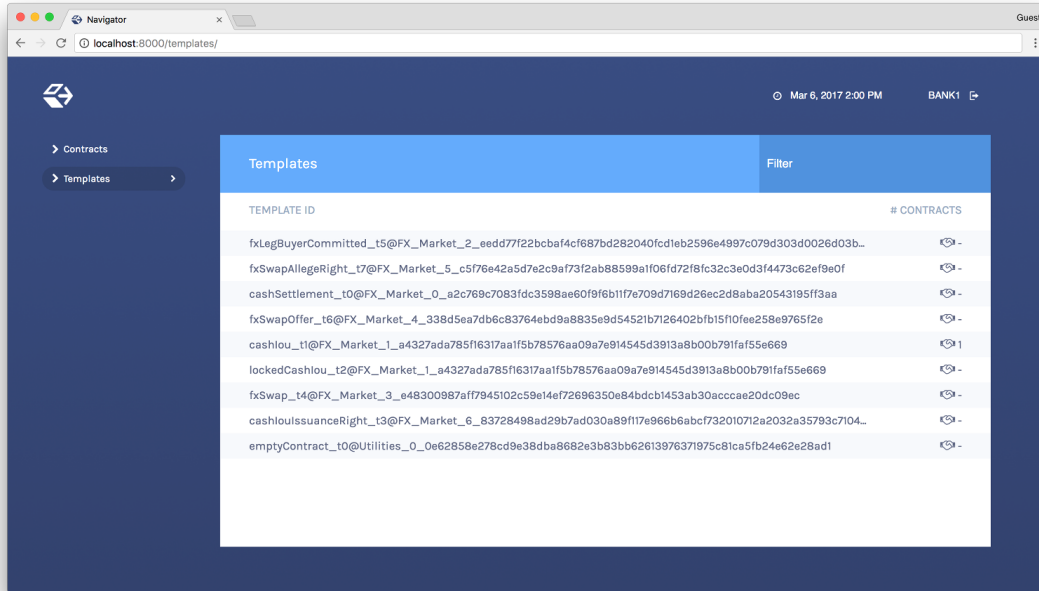 Navigator
Guest
localhost:8000/templates/
Mar 6, 2017 2:00 PM
BANK1
Contracts
Templates
Templates
Filter
TEMPLATE ID
# CONTRACTS
fxLegBuyerCommitted_t5@FX_Market_2_eedd77f22bcbaf4cf687bd282040fcd1eb2596e4997c079d303d0026d03b... -
fxSwapAllegeRight_t7@FX_Market_5_c5f76e42a5d7e2c9af73f2ab88599a1f06fd72f8fc32c3e0d3f4473c62ef9e0f -
cashSettlement_t0@FX_Market_0_a2c769c7083fdc3598ae60f9f6b11f7e709d7169d26ec2d8aba20543195ff3aa -
fxSwapOffer_t6@FX_Market_4_338d5ea7db6c83764ebd9a8835e9d54521b7126402bfb15f10fee258e9765f2e -
cashIou_t1@FX_Market_1_a4327ada785f16317aa1f5b78576aa09a7e914545d3913a8b00b791faf55e669 1
lockedCashIou_t2@FX_Market_1_a4327ada785f16317aa1f5b78576aa09a7e914545d3913a8b00b791faf55e669 -
fxSwap_t4@FX_Market_3_e48300987aff7945102c59e14ef72696350e84bdcb1453ab30acccae20dc09ec -
cashIouIssuanceRight_t3@FX_Market_6_83728498ad29b7ad030a89f117e966b6abcf732010712a2032a35793c7104... -
emptyContract_t0@Utilities_0_0e62858e278cd9e38dba8682e3b83bb62613976371975c81ca5fb24e62e28ad1 -